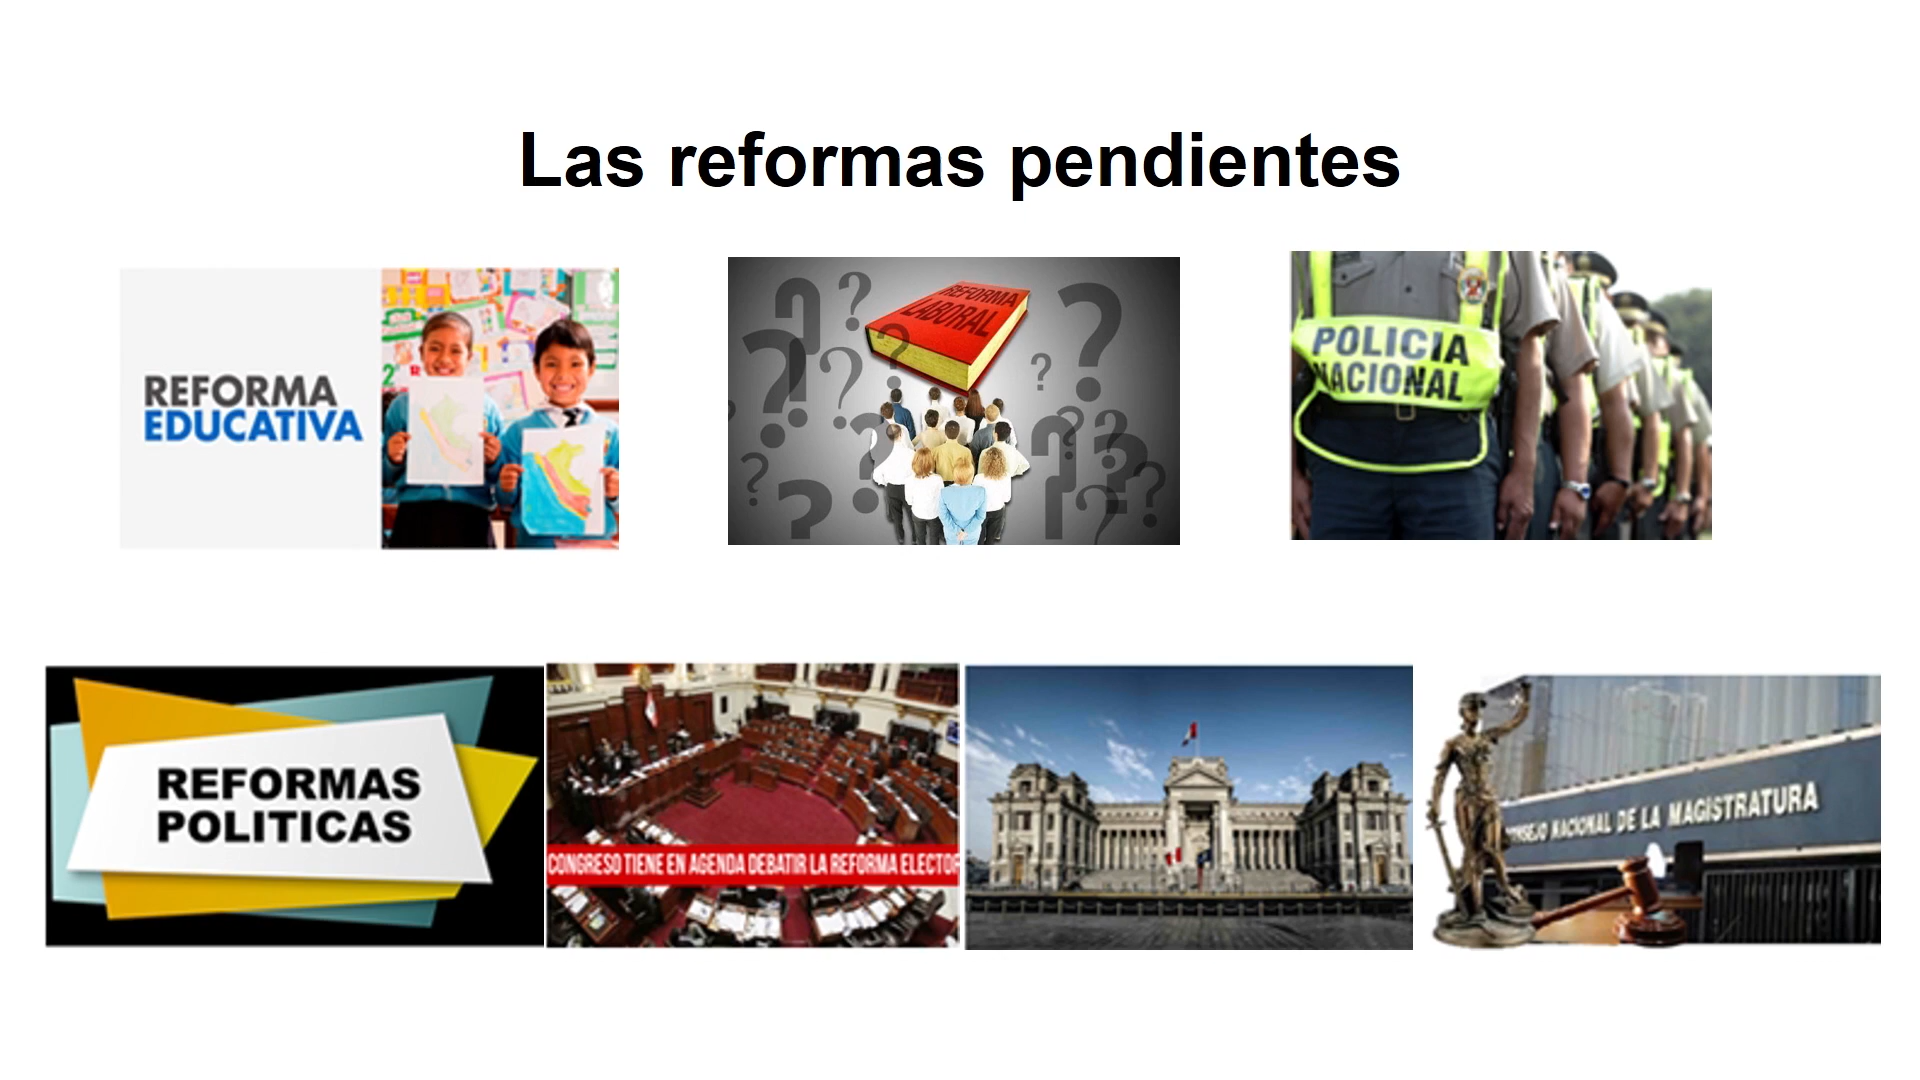 Las reformas pendientes
REFORMA
EDUCATIVA
REFORMA
LABORAL
POLICIA
NACIONAL
REFORMAS
POLITICAS
CONGRESO TIENE EN AGENDA DEBATIR LA REFORMA ELECTOR
NACIONAL DE LA MAGISTRATURA